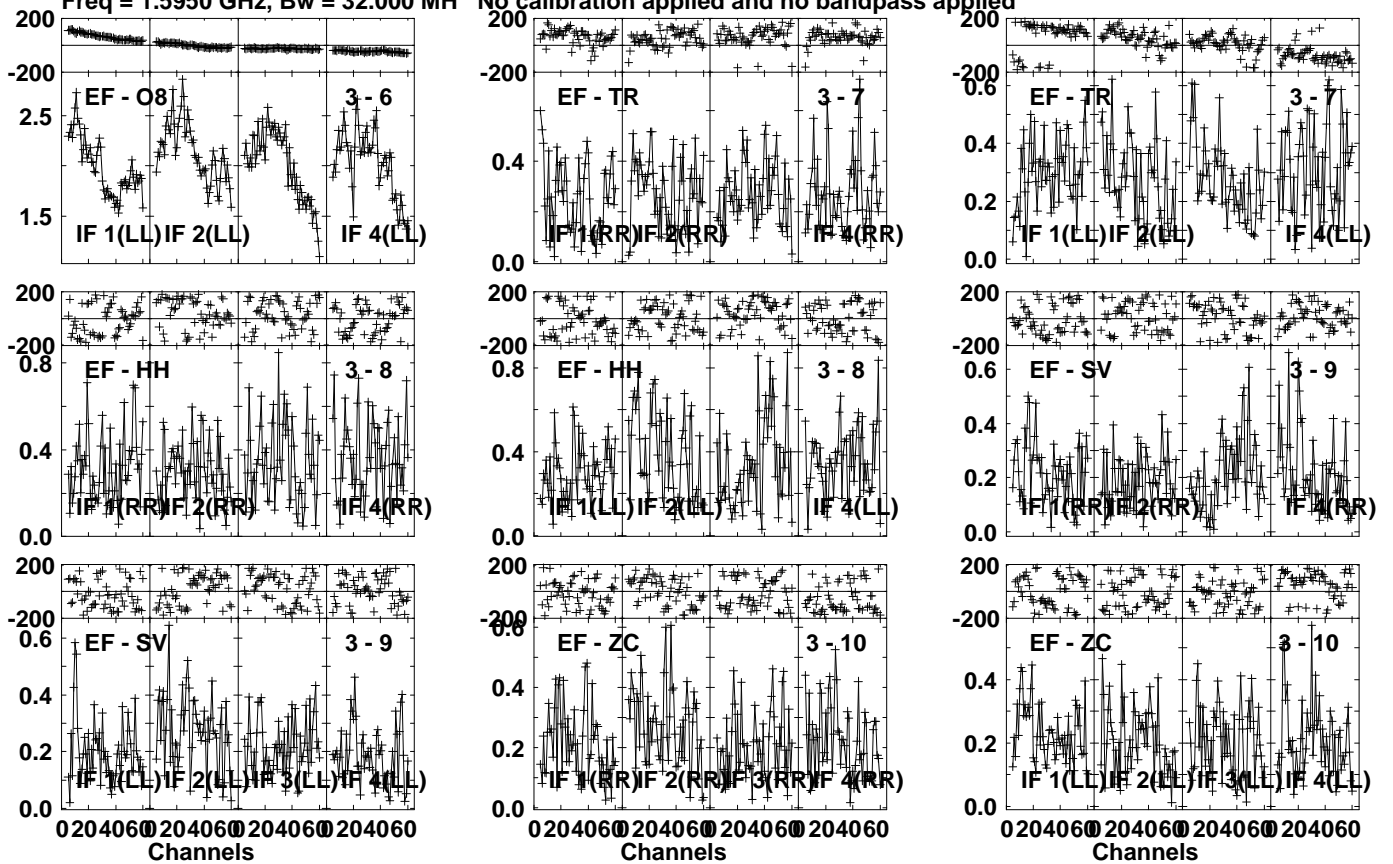 Freq = 1.5950 GHz, Bw = 32.000 MH No calibration applied and no bandpass applied
200
-200
EF - O8 3 - 6
2.5
1.5
IF 1(LL) IF 2(LL) IF 4(LL)
200
-200
EF - TR 3 - 7
0.4
0.0
IF 1(RR) IF 2(RR) IF 4(RR)
200
-200
0.6
EF - TR 3 - 7
0.4
0.2
0.0
IF 1(LL) IF 2(LL) IF 4(LL)
200
-200
0.8
EF - HH 3 - 8
0.4
0.0
IF 1(RR) IF 2(RR) IF 4(RR)
200
-200
0.8
EF - HH 3 - 8
0.4
0.0
IF 1(LL) IF 2(LL) IF 4(LL)
200
-200
0.6
EF - SV 3 - 9
0.4
0.2
0.0
IF 1(RR) IF 2(RR) IF 4(RR)
200
-200
0.6
EF - SV 3 - 9
0.4
0.2
0.0
IF 1(LL) IF 2(LL) IF 3(LL) IF 4(LL)
0 20 40 60 0 20 40 60 0 20 40 60 0 20 40 60
Channels
200
-200
0.6
EF - ZC 3 - 10
0.4
0.2
0.0
IF 1(RR) IF 2(RR) IF 3(RR) IF 4(RR)
0 20 40 60 0 20 40 60 0 20 40 60 0 20 40 60
Channels
200
-200
EF - ZC 3 - 10
0.4
0.2
0.0
IF 1(LL) IF 2(LL) IF 3(LL) IF 4(LL)
0 20 40 60 0 20 40 60 0 20 40 60 0 20 40 60
Channels